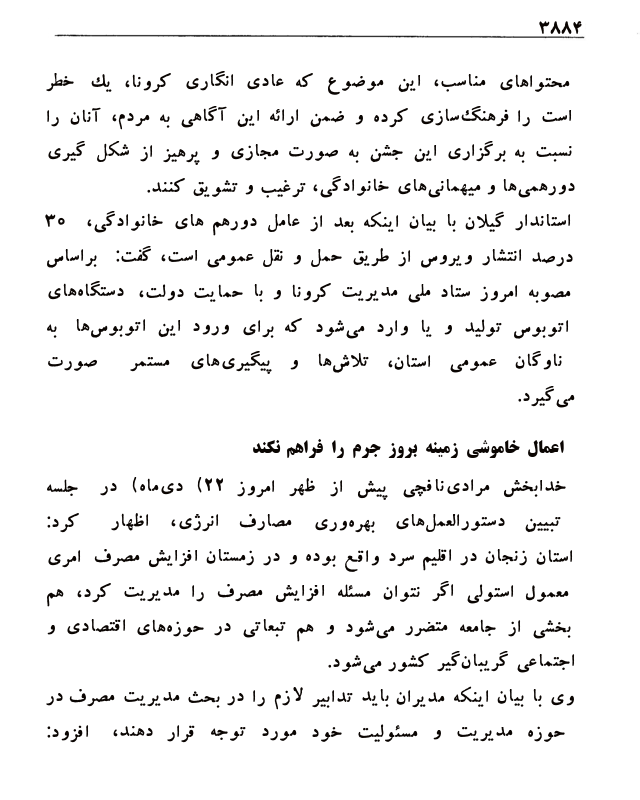 ۳۸۸۴
محتواهای مناسب، این موضوع که عادی انگاری کرونا، یك خطر
است را فرهنگ‌سازی کرده و ضمن ارائه این آگاهی به مردم، آنان را
نسبت به برگزاری این جشن به صورت مجازی و پرهیز از شکل گیری
دورهمی‌ها و میهمانی‌های خانوادگی، ترغیب و تشویق کنند.
استاندار گیلان با بیان اینکه بعد از عامل دورهم های خانوادگی، ۳۰
درصد انتشار ویروس از طریق حمل و نقل عمومی است، گفت: براساس
مصوبه امروز ستاد ملی مدیریت کرونا و با حمایت دولت، دستگاه‌های
اتوبوس تولید و یا وارد می‌شود که برای ورود این اتوبوس‌ها به
ناوگان عمومی استان، تلاش‌ها و پیگیری‌های مستمر صورت
می‌گیرد.
اعمال خاموشی زمینه بروز جرم را فراهم نکند
خدابخش مرادی‌نافچی پیش از ظهر امروز ۲۲) دی‌ماه) در جلسه
تبیین دستورالعمل‌های بهره‌وری مصارف انرژی، اظهار کرد:
استان زنجان در اقلیم سرد واقع بوده و در زمستان افزایش مصرف امری
معمول استولی اگر نتوان مسئله افزایش مصرف را مدیریت کرد، هم
بخشی از جامعه متضرر می‌شود و هم تبعاتی در حوزه‌های اقتصادی و
اجتماعی گریبان‌گیر کشور می‌شود.
وی با بیان اینکه مدیران باید تدابیر لازم را در بحث مدیریت مصرف در
حوزه مدیریت و مسئولیت خود مورد توجه قرار دهند، افزود: